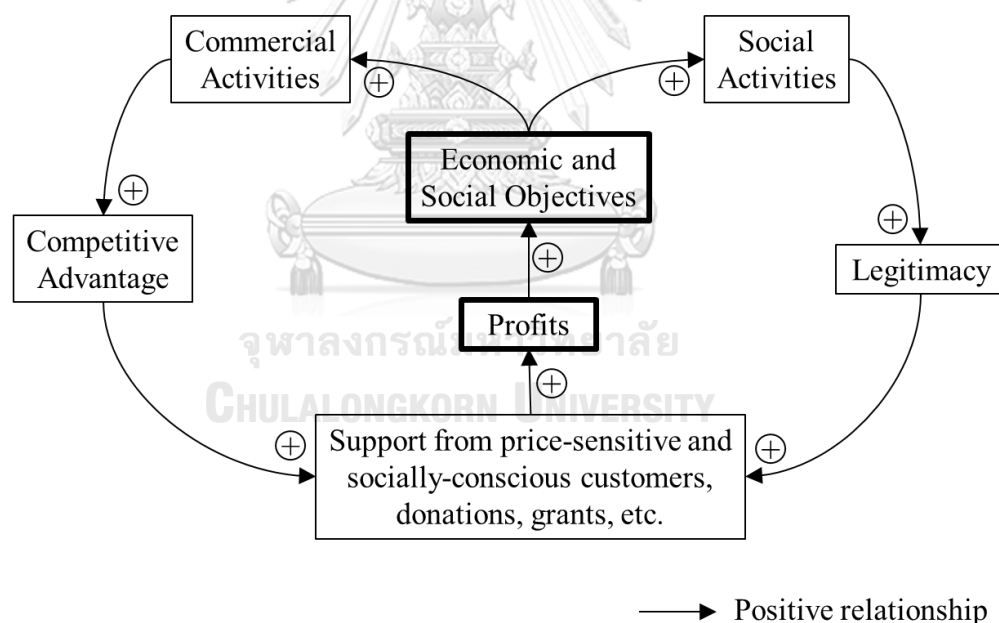 Commercial
Activities
Social
Activities
+
+
Economic and
Social Objectives
+
+
Competitive
Advantage
+
Legitimacy
Profits
จุฬาลงกรณ์มหาวิทยาลัย
+
CHULALONGKORN UNIVERSITY
+
Support from price-sensitive and
socially-conscious customers,
donations, grants, etc.
+
Positive relationship